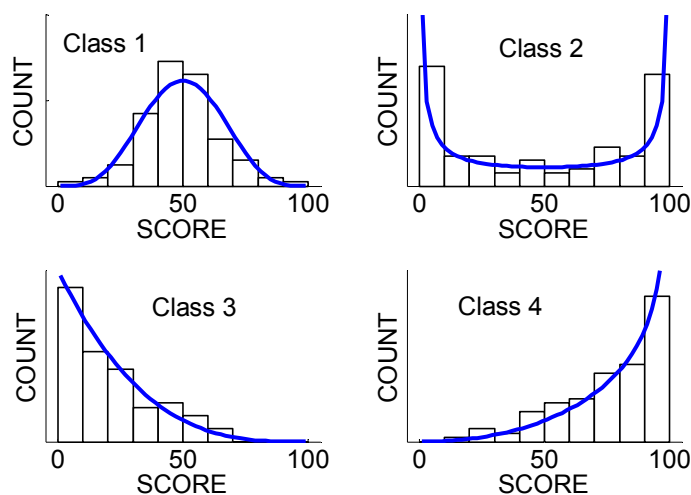 Class 1
COUNT
0 50 100
SCORE
Class 2
COUNT
0 50 100
SCORE
Class 3
COUNT
0 50 100
SCORE
Class 4
COUNT
0 50 100
SCORE